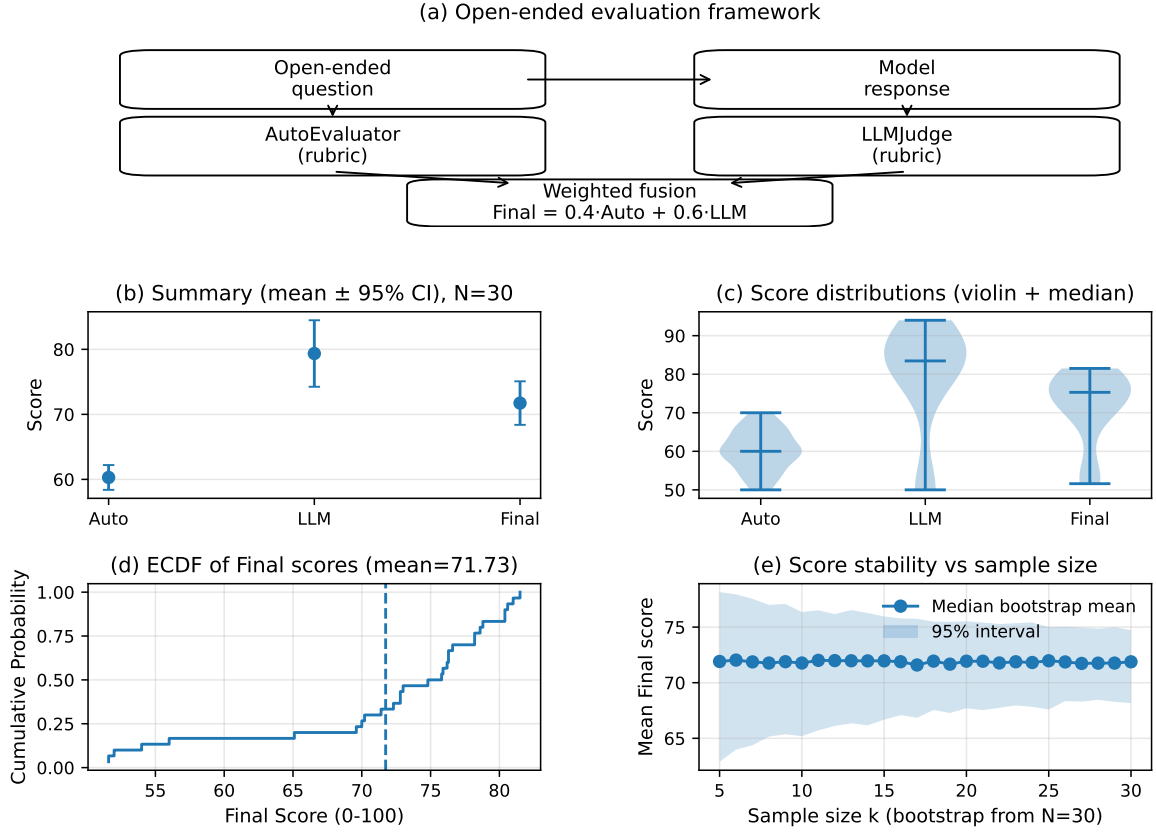 (a) Open-ended evaluation framework
Open-ended
question
Model
response
AutoEvaluator
(rubric)
LLMJudge
(rubric)
Weighted fusion
Final = 0.4·Auto + 0.6·LLM
(b) Summary (mean ± 95% CI), N=30
Score
80
70
60
Auto
LLM
Final
(c) Score distributions (violin + median)
Score
90
80
70
60
50
Auto
LLM
Final
(d) ECDF of Final scores (mean=71.73)
Cumulative Probability
1.00
0.75
0.50
0.25
0.00
55
60
65
70
75
80
Final Score (0-100)
(e) Score stability vs sample size
Mean Final score
75
70
65
Median bootstrap mean
95% interval
5
10
15
20
25
30
Sample size k (bootstrap from N=30)